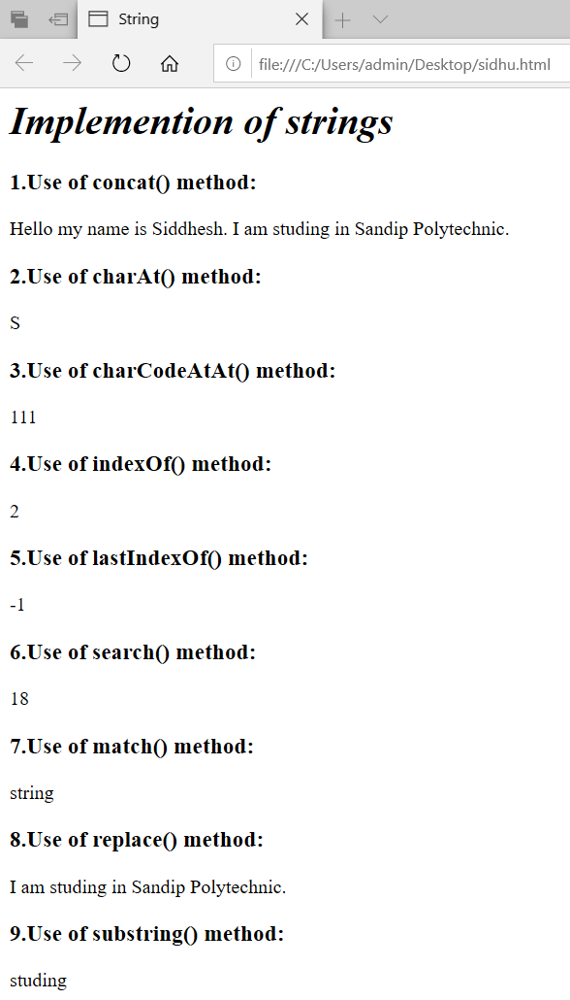 String
file:///C:/Users/admin/Desktop/sidhu.html
Implemention of strings
1.Use of concat() method:
Hello my name is Siddhesh. I am studing in Sandip Polytechnic.
2.Use of charAt() method:
S
3.Use of charCodeAtAt() method:
111
4.Use of indexOf() method:
2
5.Use of lastIndexOf() method:
-1
6.Use of search() method:
18
7.Use of match() method:
string
8.Use of replace() method:
I am studing in Sandip Polytechnic.
9.Use of substring() method:
studing